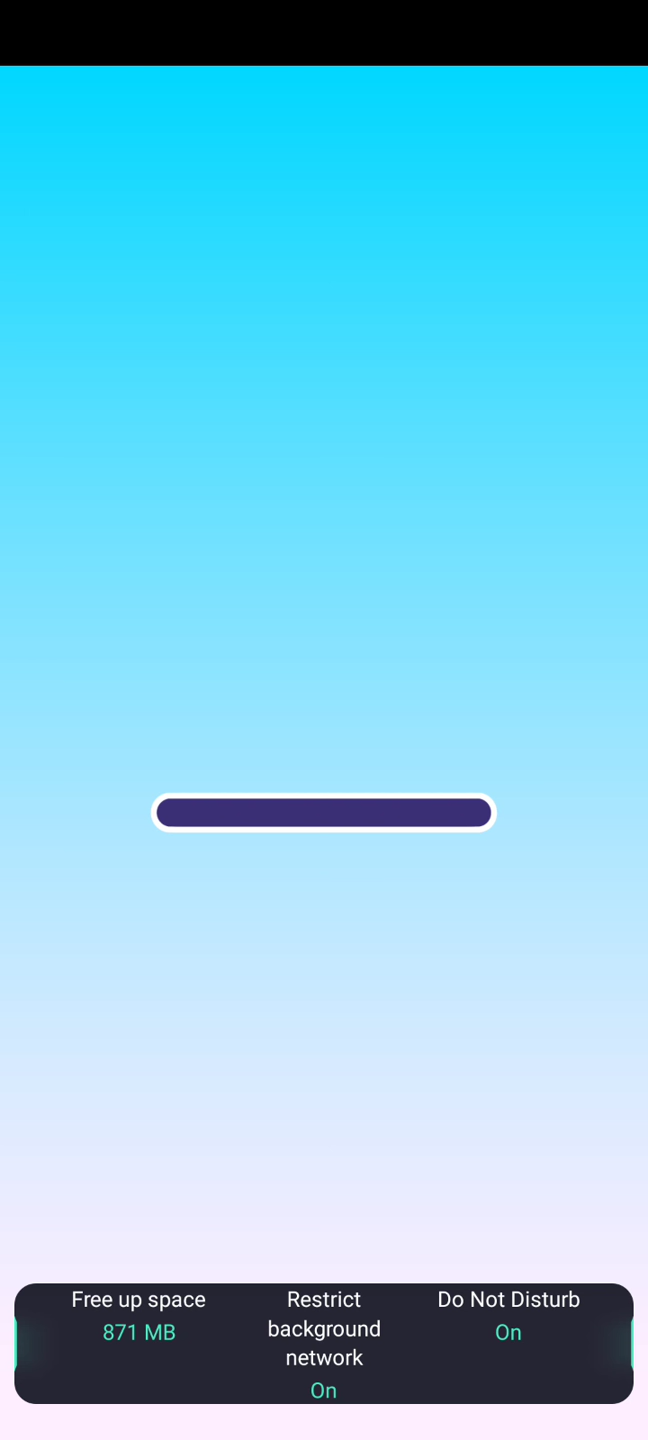 Free up space
871 MB
Restrict
background
network
On
Do Not Disturb
On